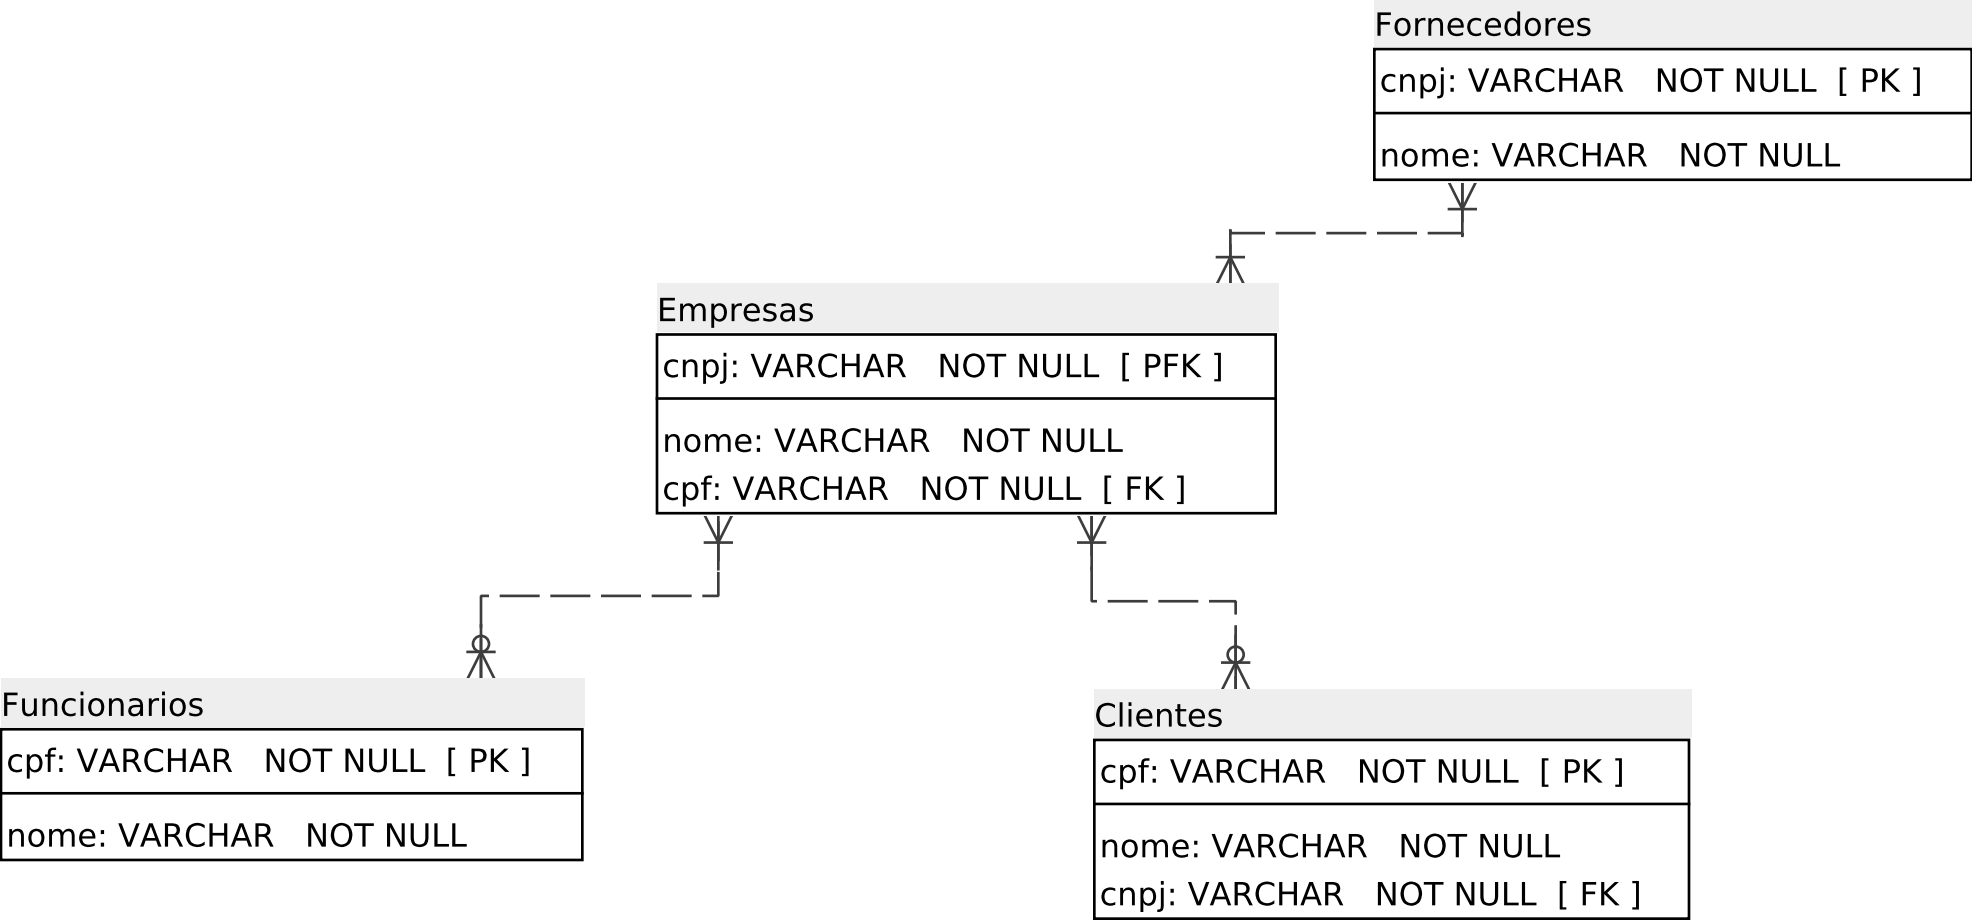 Fornecedores
cnpj: VARCHAR NOT NULL [ PK ]
nome: VARCHAR NOT NULL
Empresas
cnpj: VARCHAR NOT NULL [ PFK ]
nome: VARCHAR NOT NULL
cpf: VARCHAR NOT NULL [ FK ]
Funcionarios
cpf: VARCHAR NOT NULL [ PK ]
nome: VARCHAR NOT NULL
Clientes
cpf: VARCHAR NOT NULL [ PK ]
nome: VARCHAR NOT NULL
cnpj: VARCHAR NOT NULL [ FK ]